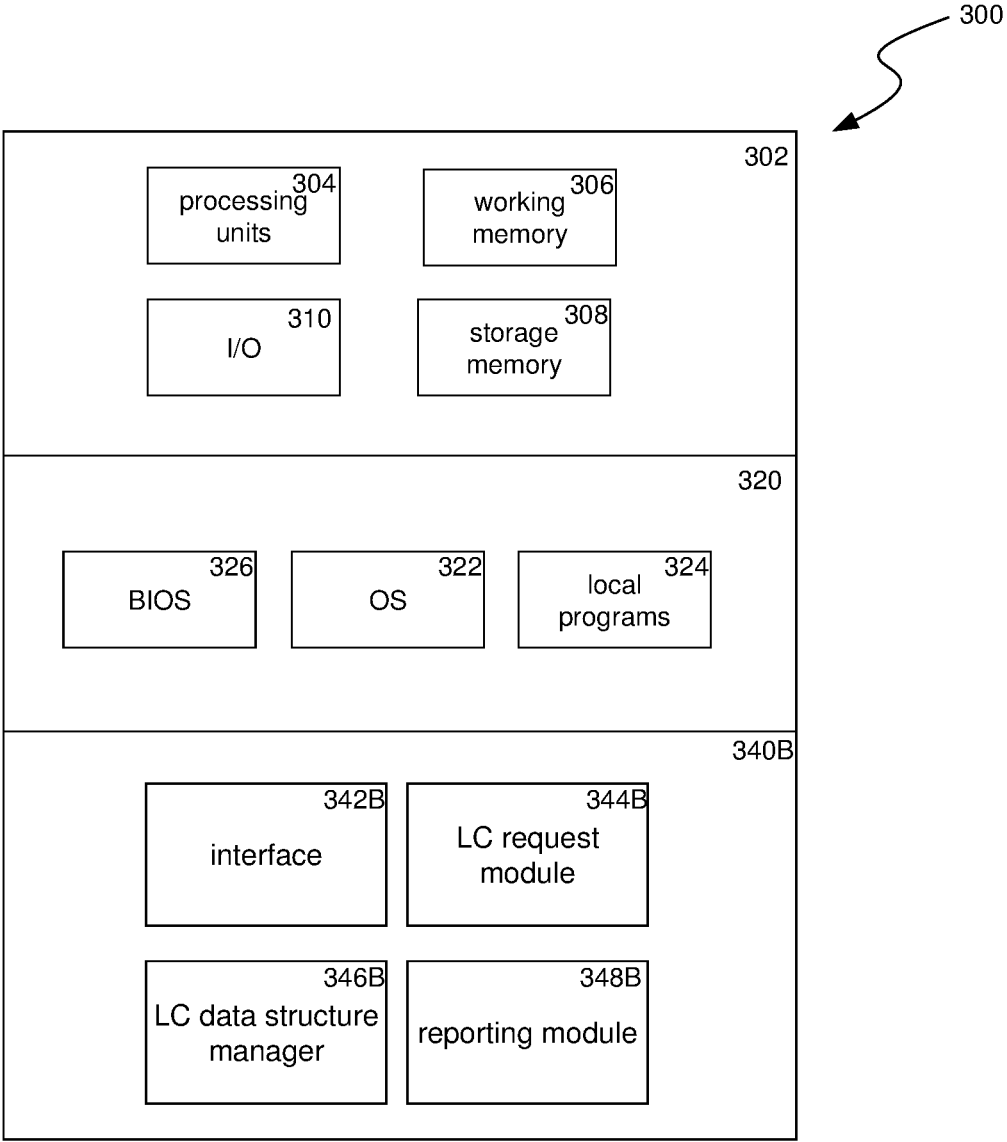 300
302
304
processing
units
306
working
memory
310
I/O
308
storage
memory
320
326
BIOS
322
OS
324
local
programs
340B
342B
interface
344B
LC request
module
346B
LC data structure
manager
348B
reporting module